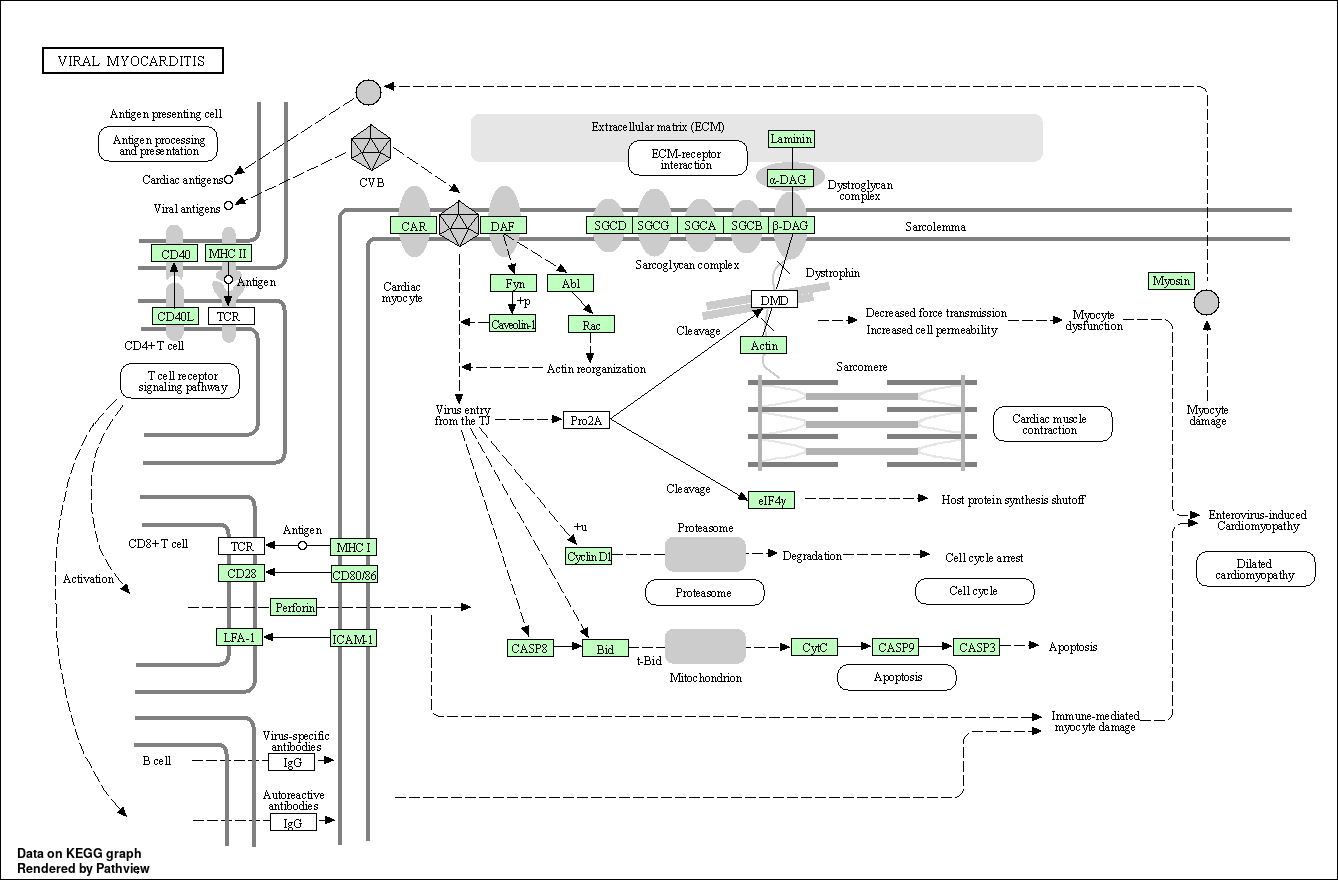 VIRAL MYOCARDITIS
Antigen presenting cell
Antigen processing
and presentation
Cardiac antigens
Viral antigens
CVB
Extracellular matrix (ECM)
ECM-receptor
interaction
Laminin
α-DAG
Dystroglycan
complex
CAR
DAF
SGCD
SGCG
SGCA
SGCB
β-DAG
Sarcolemma
CD40
MHC II
Antigen
CD40L
TCR
CD4+T cell
T cell receptor
signaling pathway
Cardiac
myocyte
Fyn
Abl
+p
Caveolin-1
Rac
Actin reorganization
Sarcoglycan complex
Dystrophin
DMD
Cleavage
Actin
Decreased force transmission
Increased cell permeability
Myocyte
dysfunction
Myosin
Sarcomere
Virus entry
from the TJ
Pro2A
Cardiac muscle
contraction
Myocyte
damage
Cleavage
eIF4γ
Host protein synthesis shutoff
Enterovirus-induced
Cardiomyopathy
Dilated
cardiomyopathy
CD8+T cell
TCR
Antigen
MHC I
CD28
CD80/86
Activation
Perforin
LFA-1
ICAM-1
+u
Cyclin D1
Proteasome
Degradation
Cell cycle arrest
Proteasome
Cell cycle
CASP8
Bid
t-Bid
Mitochondrion
CytC
CASP9
CASP3
Apoptosis
Apoptosis
Immune-mediated
myocyte damage
Virus-specific
antibodies
B cell
IgG
Autoreactive
antibodies
IgG
Data on KEGG graph
Rendered by Pathview